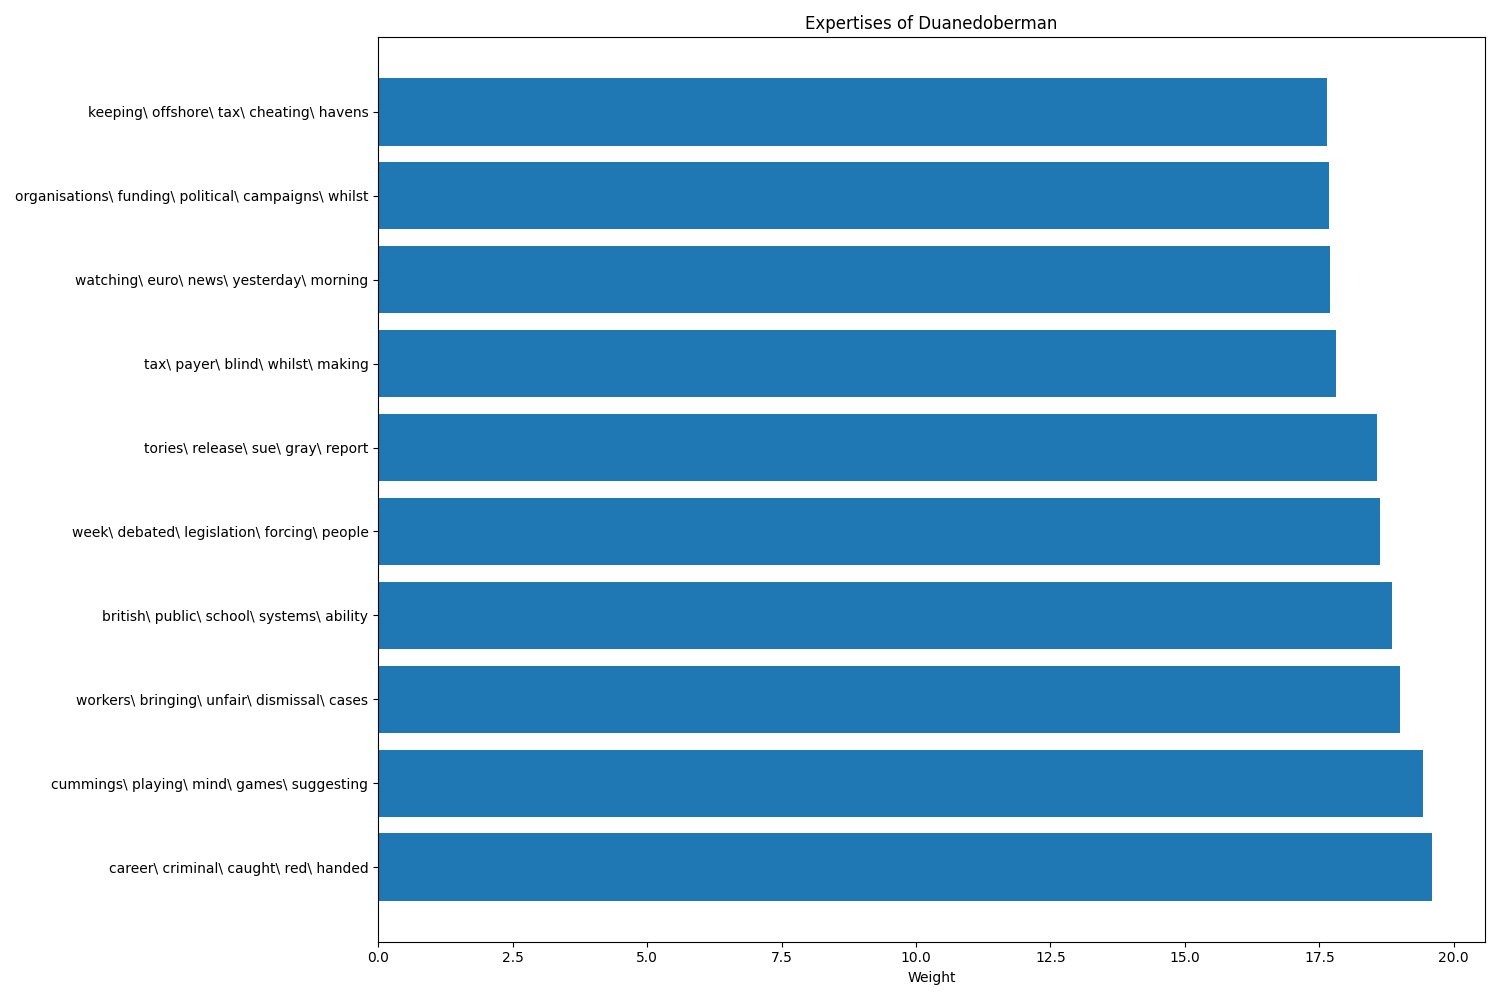 Expertises of Duanedoberman
keeping\ offshore\ tax\ cheating\ havens
organisations\ funding\ political\ campaigns\ whilst
watching\ euro\ news\ yesterday\ morning
tax\ payer\ blind\ whilst\ making
tories\ release\ sue\ gray\ report
week\ debated\ legislation\ forcing\ people
british\ public\ school\ systems\ ability
workers\ bringing\ unfair\ dismissal\ cases
cummings\ playing\ mind\ games\ suggesting
career\ criminal\ caught\ red\ handed
0.0 2.5 5.0 7.5 10.0 12.5 15.0 17.5 20.0
Weight